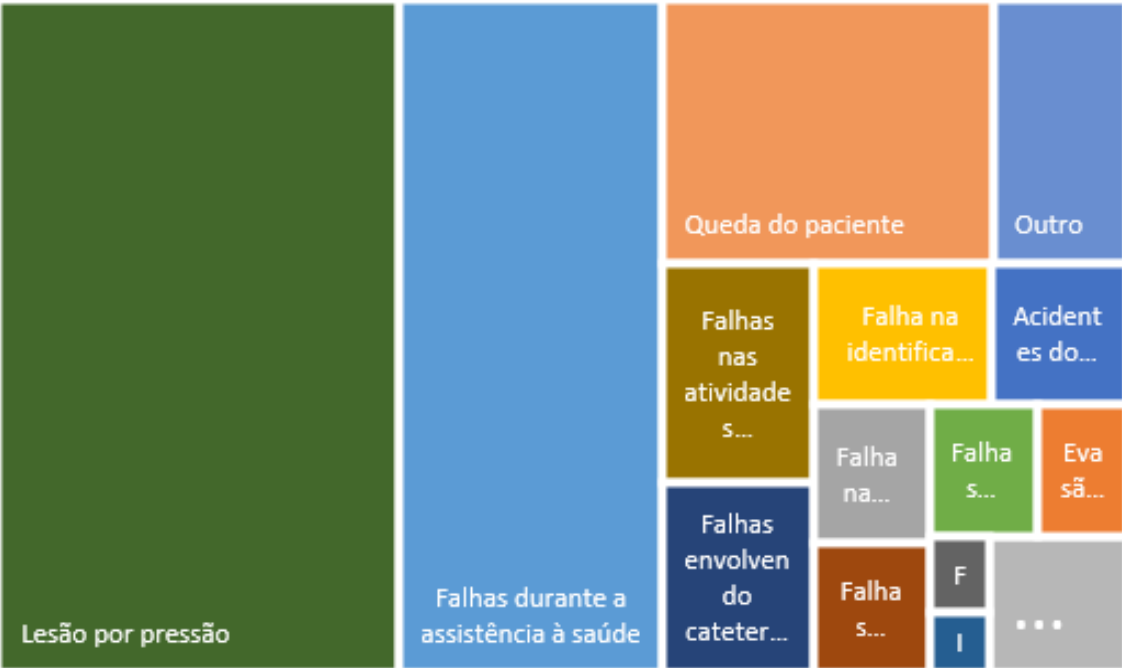 Lesão por pressão
Falhas durante a
assistência à saúde
Queda do paciente
Outro
Falhas
nas
atividade
s...
Falha na
identifica...
Acident
es do...
Falhas
envolven
do
cateter...
Falha
na...
Falha
s...
Eva
sã...
Falha
s...
F
I
...